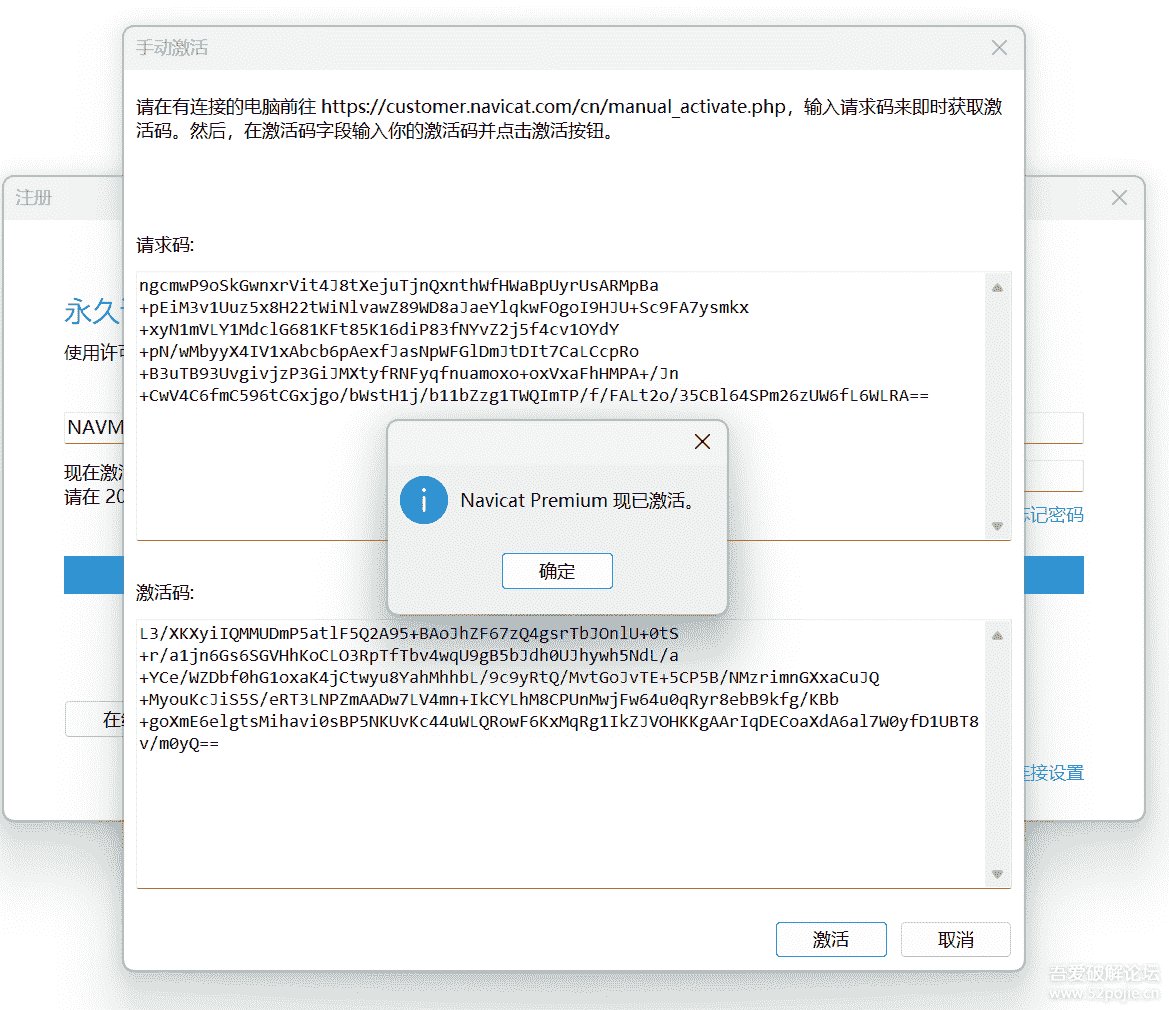 手动激活
请在有连接的电脑前往 https://customer.navicat.com/cn/manual_activate.php，输入请求码来即时获取激
活码。然后，在激活码字段输入你的激活码并点击激活按钮。
注册
请求码:
ngcmwP9oSkGwnxrVit4J8tXejuTjnQxnthWfHWaBpUyrUsARMpBa
+pEiM3v1Uuz5x8H22tWiNlvawZ89WD8aJaeYlqkwFOgoI9HJU+Sc9FA7ysmkx
+xyN1mVLY1MdclG681KFt85K16diP83fNYvZ2j5f4cv1OYdY
+pN/wMbyyX4IV1xAbcb6pAexfJasNpWFGlDmJtDIt7CaLCcpRo
+B3uTB93UvgivjzP3GiJMXtyfRNFyqfnuamoxo+oxVxaFhHMPA+/Jn
+CwV4C6fmC596tCGxjgo/bWstH1j/b11bZzg1TWQImTP/f/FALt2o/35CBl64SPm26zUW6fL6WLRA==
永久
使用许可
NAVM
现在激活
请在 20
忘记密码
Navicat Premium 现已激活。
确定
激活码:
L3/XKXyiIQMMUDmP5atlF5Q2A95+BAoJhZF67zQ4gsrTbJOnlU+0tS
+r/a1jn6Gs6SGVHhKoCLO3RpTfTbv4wqU9gB5bJdh0UJhywh5NdL/a
+YCe/WZDbf0hG1oxaK4jCtwyu8YahMhhbL/9c9yRtQ/MvtGoJvTE+5CP5B/NMzrimnGXxaCuJQ
+MyouKcJiS5S/eRT3LNPZmAADw7LV4mn+IkCYLhM8CPUnMwjFw64u0qRyr8ebB9kfg/KBb
+goXmE6elgtsMihavi0sBP5NKUvKc44uWLQRowF6KxMqRg1IkZJVOHKKgAArIqDECoaXdA6al7W0yfD1UBT8
v/m0yQ==
在线
连接设置
激活
取消
吾爱破解论坛
www.52pojie.cn